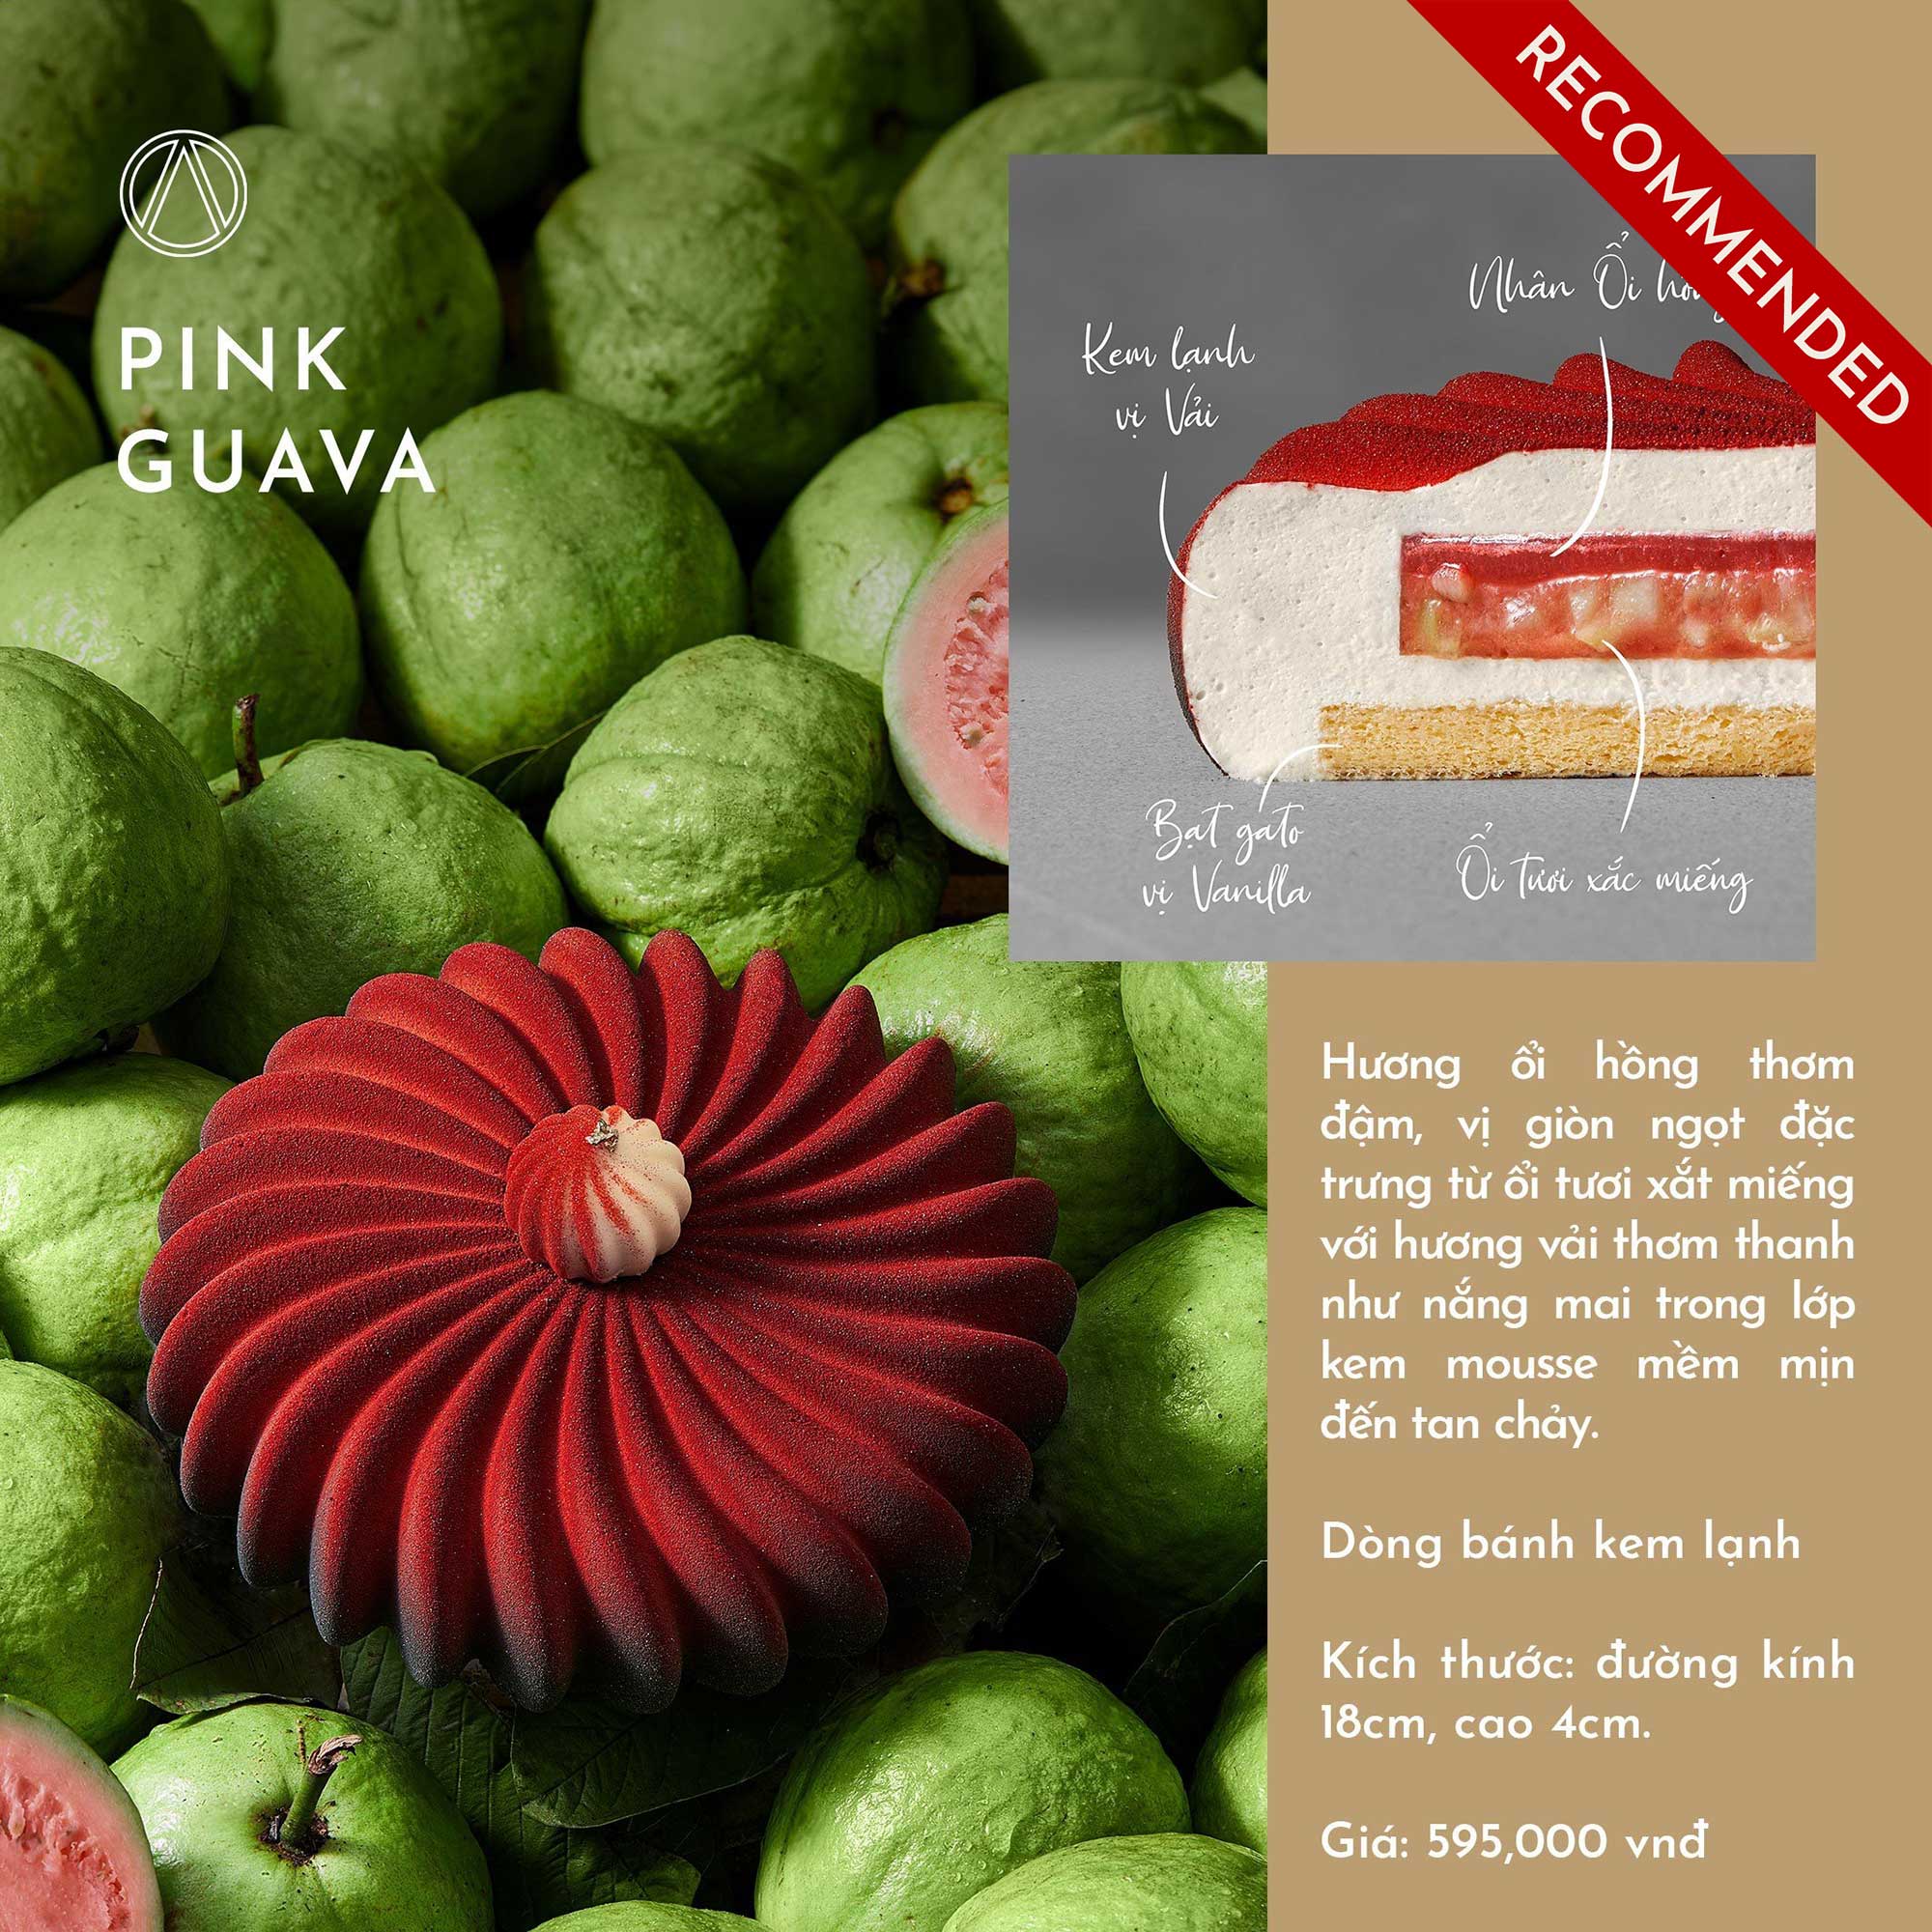 PINK
GUAVA
RECOMMENDED
Nhân Ổi
Kem lạnh
vị Vải
Bạt gato
vị Vanilla
Ổi tươi xắc miếng
Hương ổi hồng thơm
đậm, vị giòn ngọt đặc
trưng từ ổi tươi xắt miếng
với hương vải thơm thanh
như nắng mai trong lớp
kem mousse mềm mịn
đến tan chảy.
Dòng bánh kem lạnh
Kích thước: đường kính
18cm, cao 4cm.
Giá: 595,000 vnđ